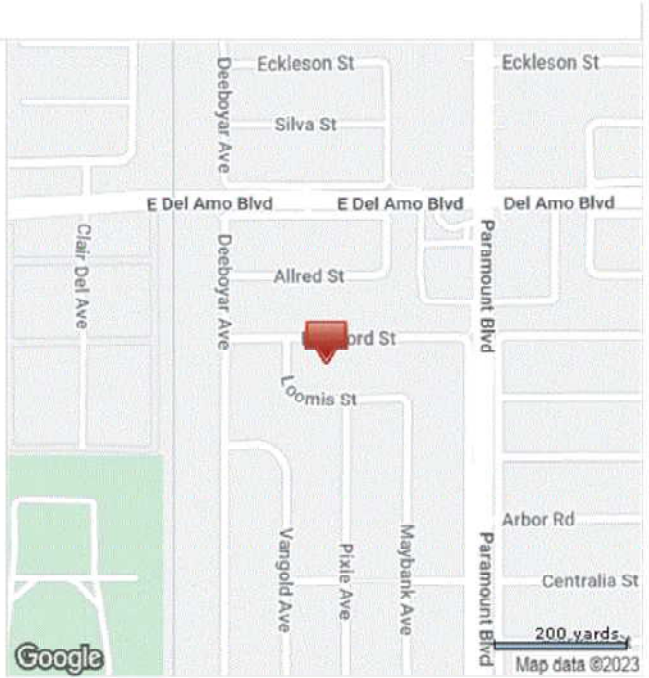 Eckleson St
Eckleson St
Deeboyar Ave
Silva St
E Del Amo Blvd
E Del Amo Blvd
Del Amo Blvd
Clair Del Ave
Deeboyar Ave
Paramount Blvd
Allred St
ord St
Loomis St
Arbor Rd
Vangold Ave
Pixie Ave
Maybank Ave
Paramount Blvd
Centralia St
200 yards
Google
Map data ©2023